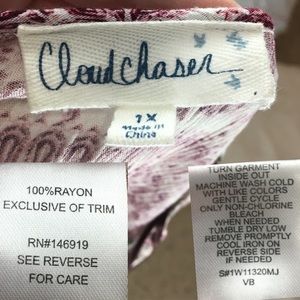 Cloud Chaser
1X
Made in
China
100%RAYON
EXCLUSIVE OF TRIM
RN#146919
SEE REVERSE
FOR CARE
TURN GARMENT
INSIDE OUT
MACHINE WASH COLD
WITH LIKE COLORS
GENTLE CYCLE
ONLY NON-CHLORINE
BLEACH
WHEN NEEDED
TUMBLE DRY LOW
REMOVE PROMPTLY
COOL IRON ON
REVERSE SIDE
IF NEEDED
S#1W11320MJ
VB